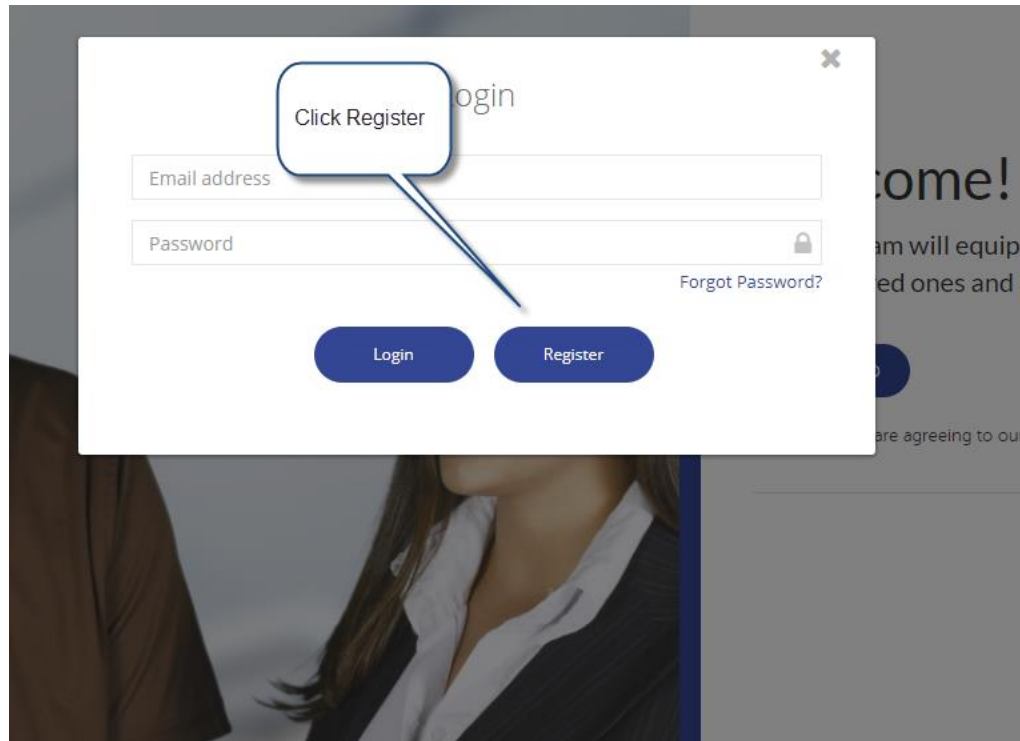 ogin
Click Register
Email address
Password
Forgot Password?
Login
Register
come!
am will equip
ed ones and
are agreeing to ou